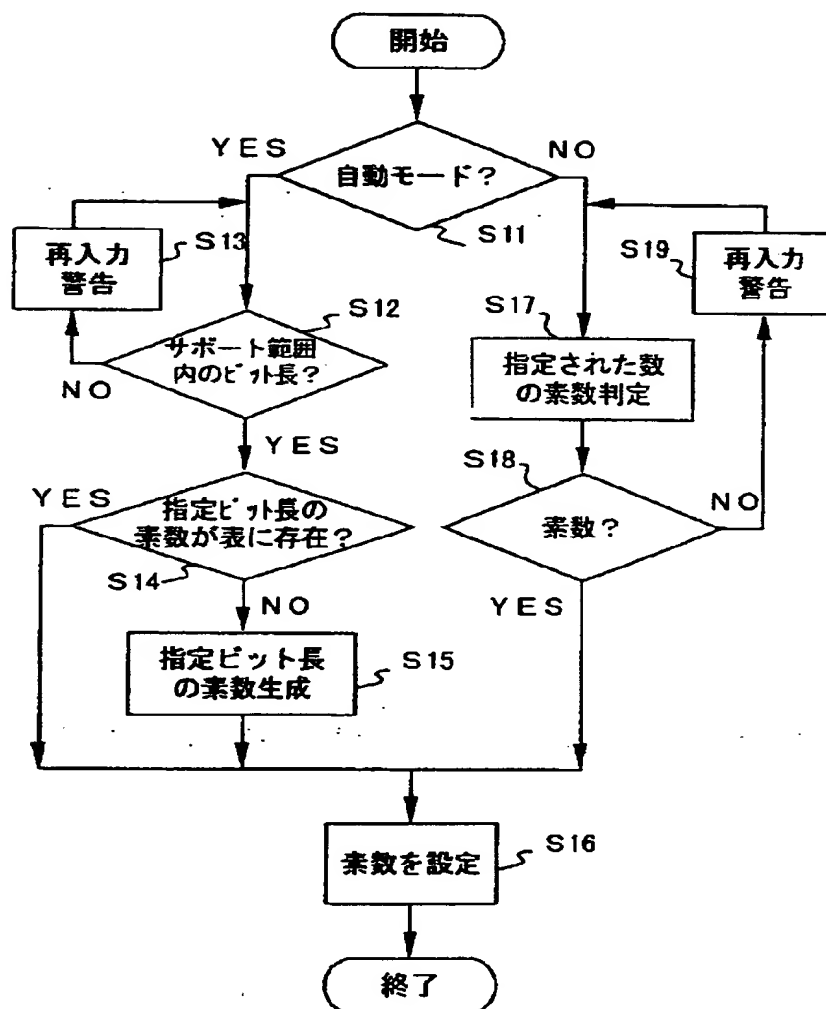 開始
YES
NO
自動モード?
S11
S13
再入力
警告
S19
再入力
警告
S12
サポート範囲
内のビット長?
NO
S17
指定された数
の素数判定
YES
S18
YES
指定ビット長の
素数が表に存在?
S14
素数?
NO
NO
YES
指定ビット長
の素数生成
S15
素数を設定
S16
終了